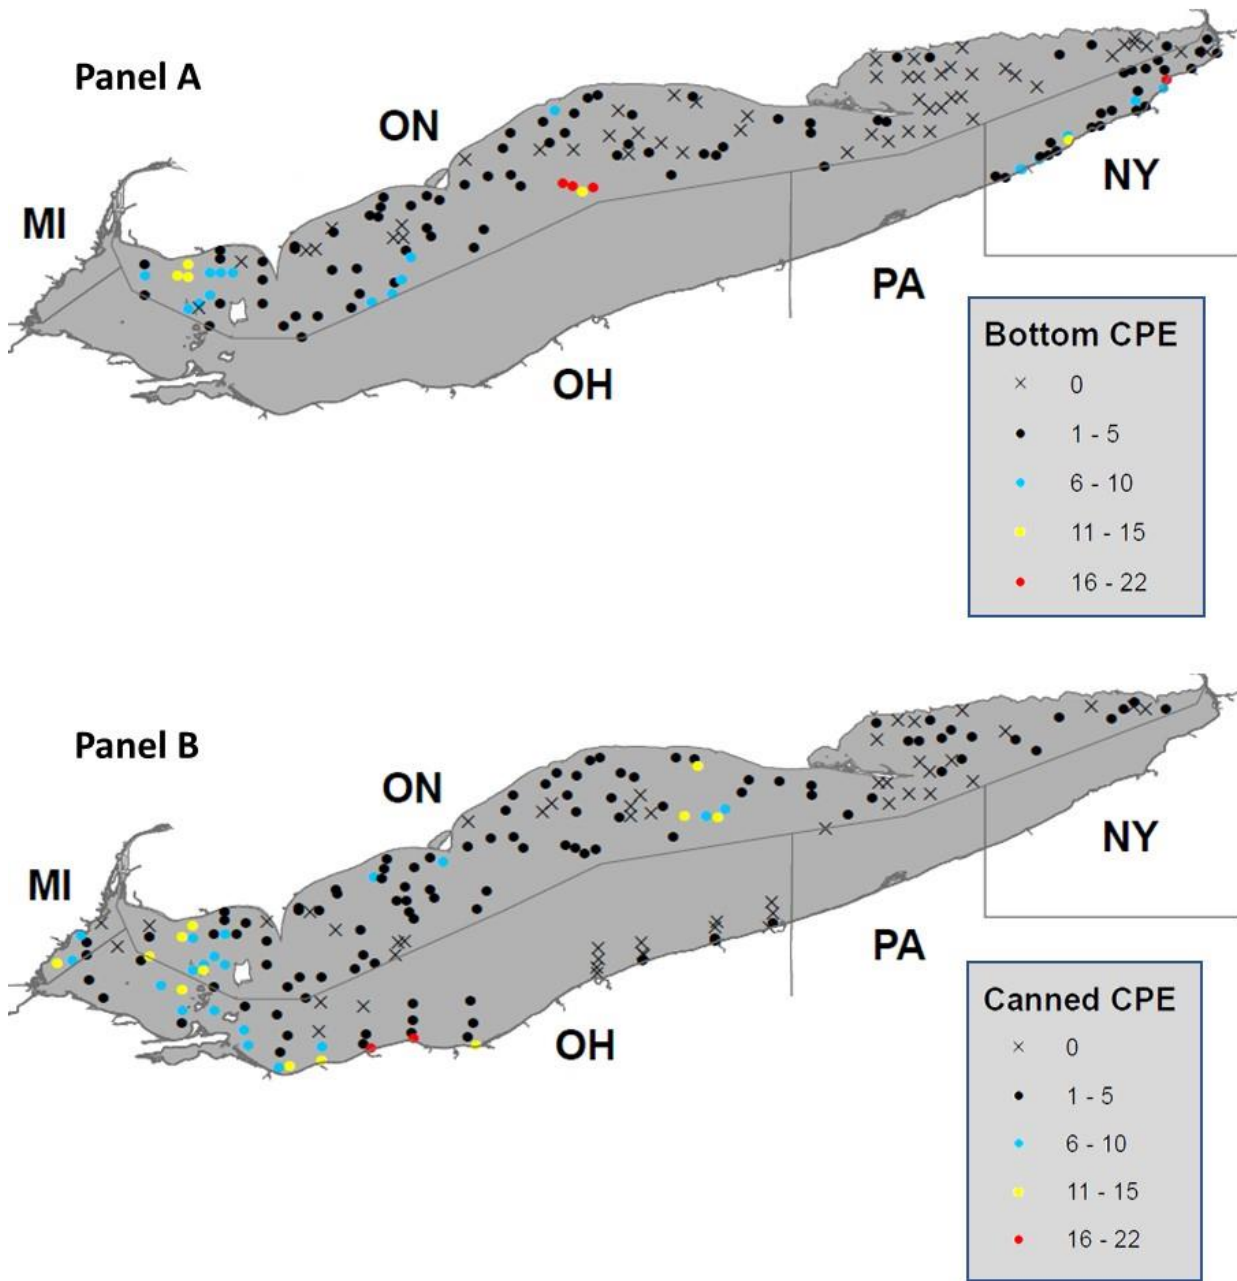 Panel A
ON
MI
NY
PA
OH
Bottom CPE
0
1 - 5
6 - 10
11 - 15
16 - 22
Panel B
ON
MI
NY
PA
OH
Canned CPE
0
1 - 5
6 - 10
11 - 15
16 - 22